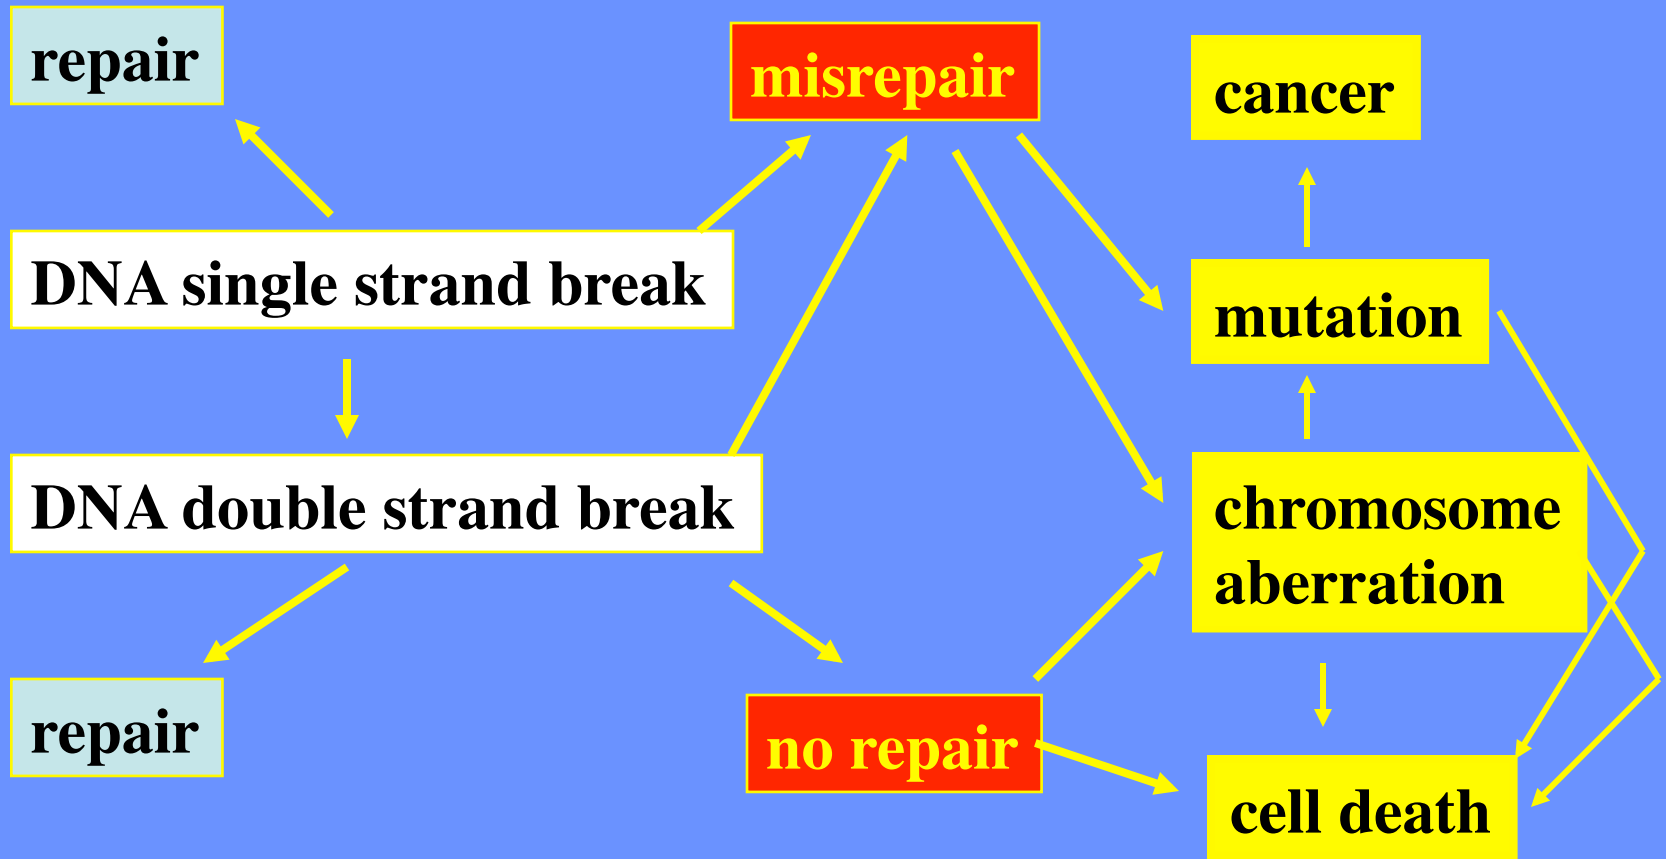 repair
misrepair
cancer
DNA single strand break
mutation
DNA double strand break
chromosome
aberration
repair
no repair
cell death